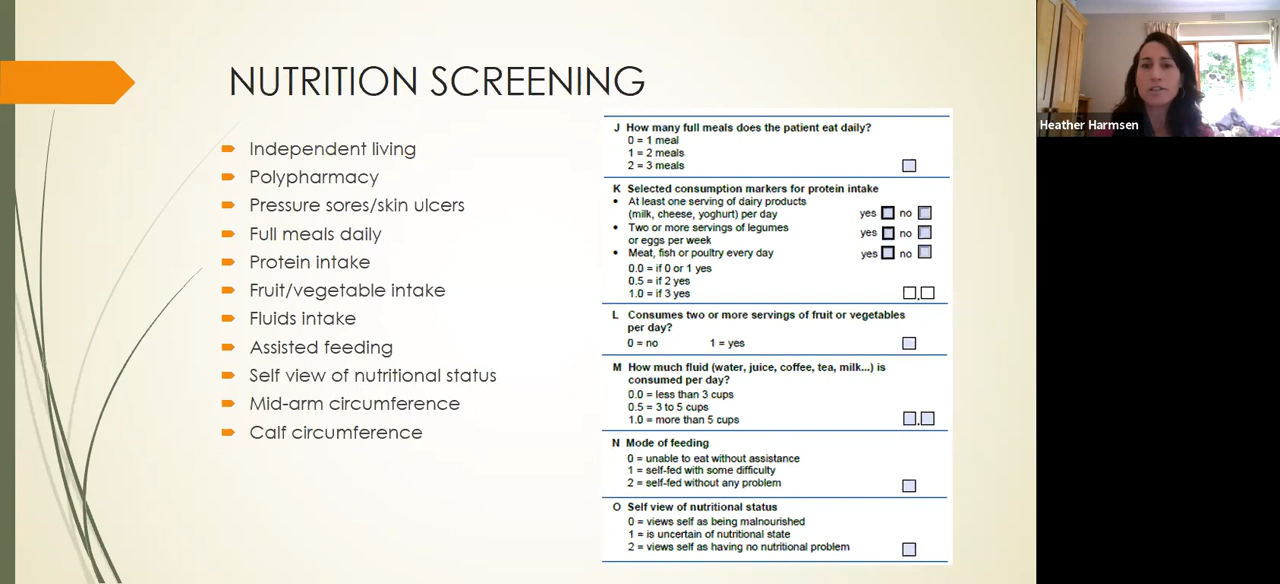 NUTRITION SCREENING
Independent living
Polypharmacy
Pressure sores/skin ulcers
Full meals daily
Protein intake
Fruit/vegetable intake
Fluids intake
Assisted feeding
Self view of nutritional status
Mid-arm circumference
Calf circumference
J How many full meals does the patient eat daily?
0 = 1 meal
1 = 2 meals
2 = 3 meals
K Selected consumption markers for protein intake
• At least one serving of dairy products
(milk, cheese, yoghurt) per day yes no
• Two or more servings of legumes
or eggs per week yes no
• Meat, fish or poultry every day yes no
0.0 = if 0 or 1 yes
0.5 = if 2 yes
1.0 = if 3 yes
L Consumes two or more servings of fruit or vegetables
per day?
0 = no 1 = yes
M How much fluid (water, juice, coffee, tea, milk...) is
consumed per day?
0.0 = less than 3 cups
0.5 = 3 to 5 cups
1.0 = more than 5 cups
N Mode of feeding
0 = unable to eat without assistance
1 = self-fed with some difficulty
2 = self-fed without any problem
O Self view of nutritional status
0 = views self as being malnourished
1 = is uncertain of nutritional state
2 = views self as having no nutritional problem
Heather Harmsen